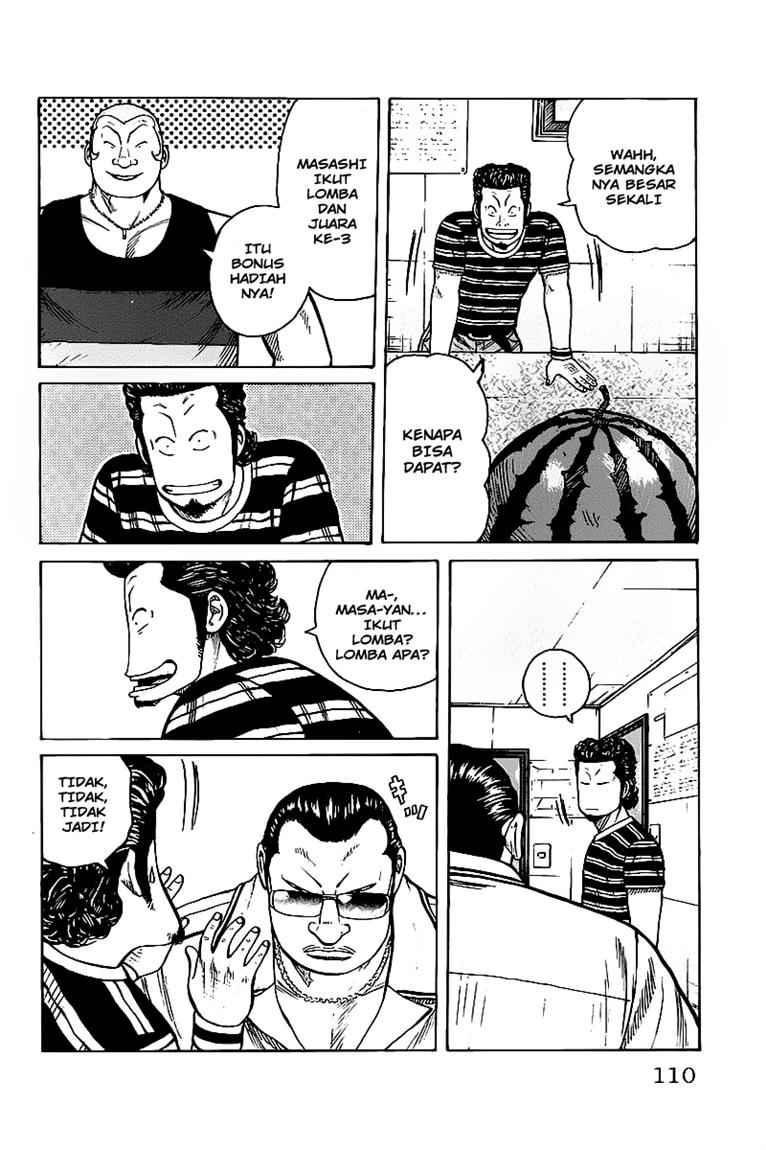 WAHH,
SEMANGKA
NYA BESAR
SEKALI
KENAPA
BISA
DAPAT?
MASASHI
IKUT
LOMBA
DAN
JUARA
KE-3
ITU
BONUS
HADIAH
NYA!
MA-,
MASA-YAN...
IKUT
LOMBA?
LOMBA APA?
TIDAK,
TIDAK,
TIDAK
JADI!
110